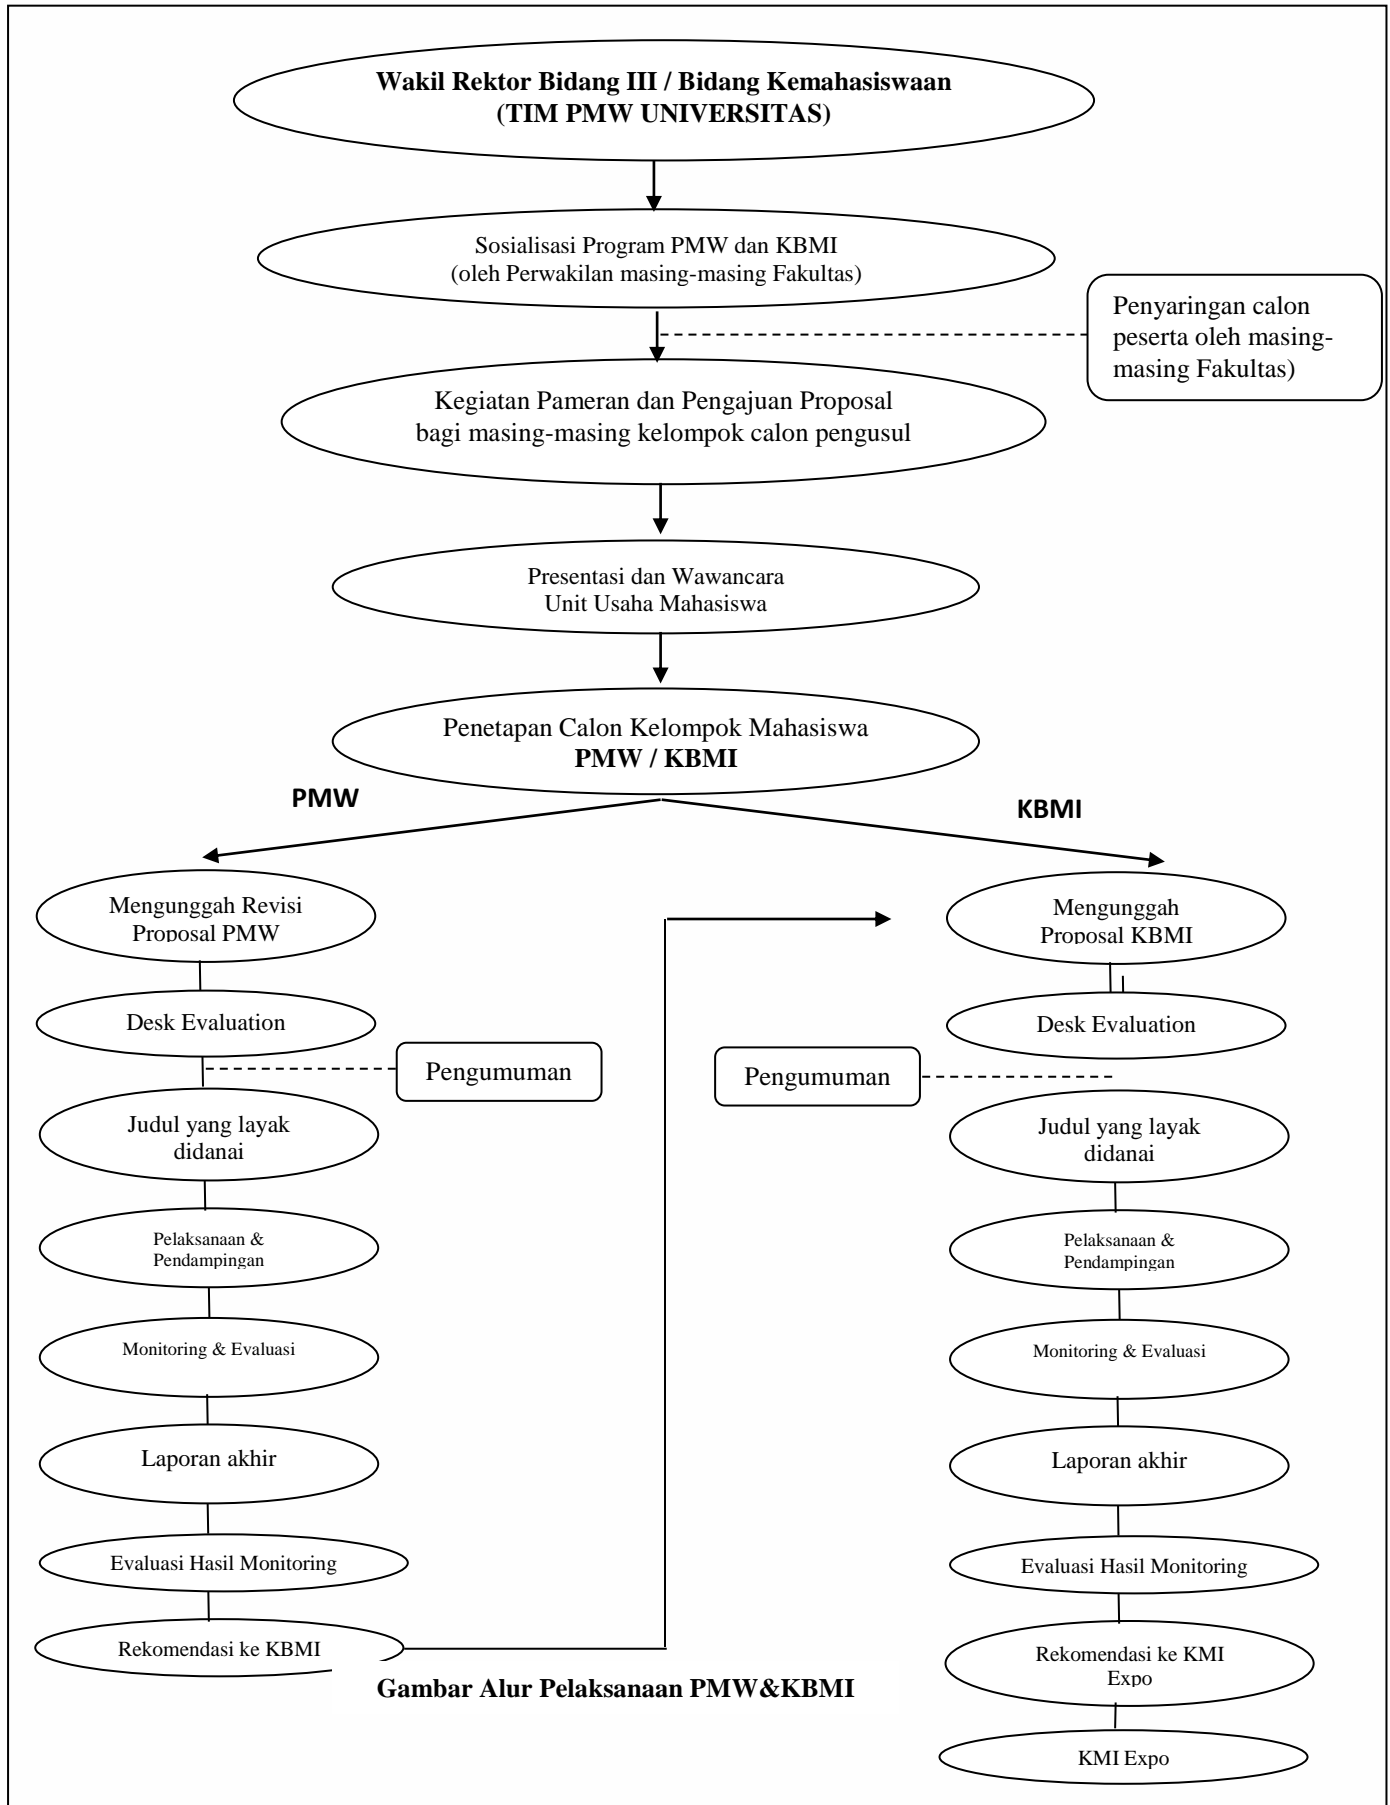 Wakil Rektor Bidang III / Bidang Kemahasiswaan
(TIM PMW UNIVERSITAS)
Sosialisasi Program PMW dan KBMI
(oleh Perwakilan masing-masing Fakultas)
Penyaringan calon
peserta oleh masing-
masing Fakultas)
Kegiatan Pameran dan Pengajuan Proposal
bagi masing-masing kelompok calon pengusul
Presentasi dan Wawancara
Unit Usaha Mahasiswa
Penetapan Calon Kelompok Mahasiswa
PMW / KBMI
PMW
Mengunggah Revisi
Proposal PMW
Desk Evaluation
Pengumuman
Judul yang layak
didanai
Pelaksanaan &
Pendampingan
Monitoring & Evaluasi
Laporan akhir
Evaluasi Hasil Monitoring
Rekomendasi ke KBMI
KBMI
Mengunggah
Proposal KBMI
Desk Evaluation
Pengumuman
Judul yang layak
didanai
Pelaksanaan &
Pendampingan
Monitoring & Evaluasi
Laporan akhir
Evaluasi Hasil Monitoring
Rekomendasi ke KMI
Expo
KMI Expo
Gambar Alur Pelaksanaan PMW&KBMI